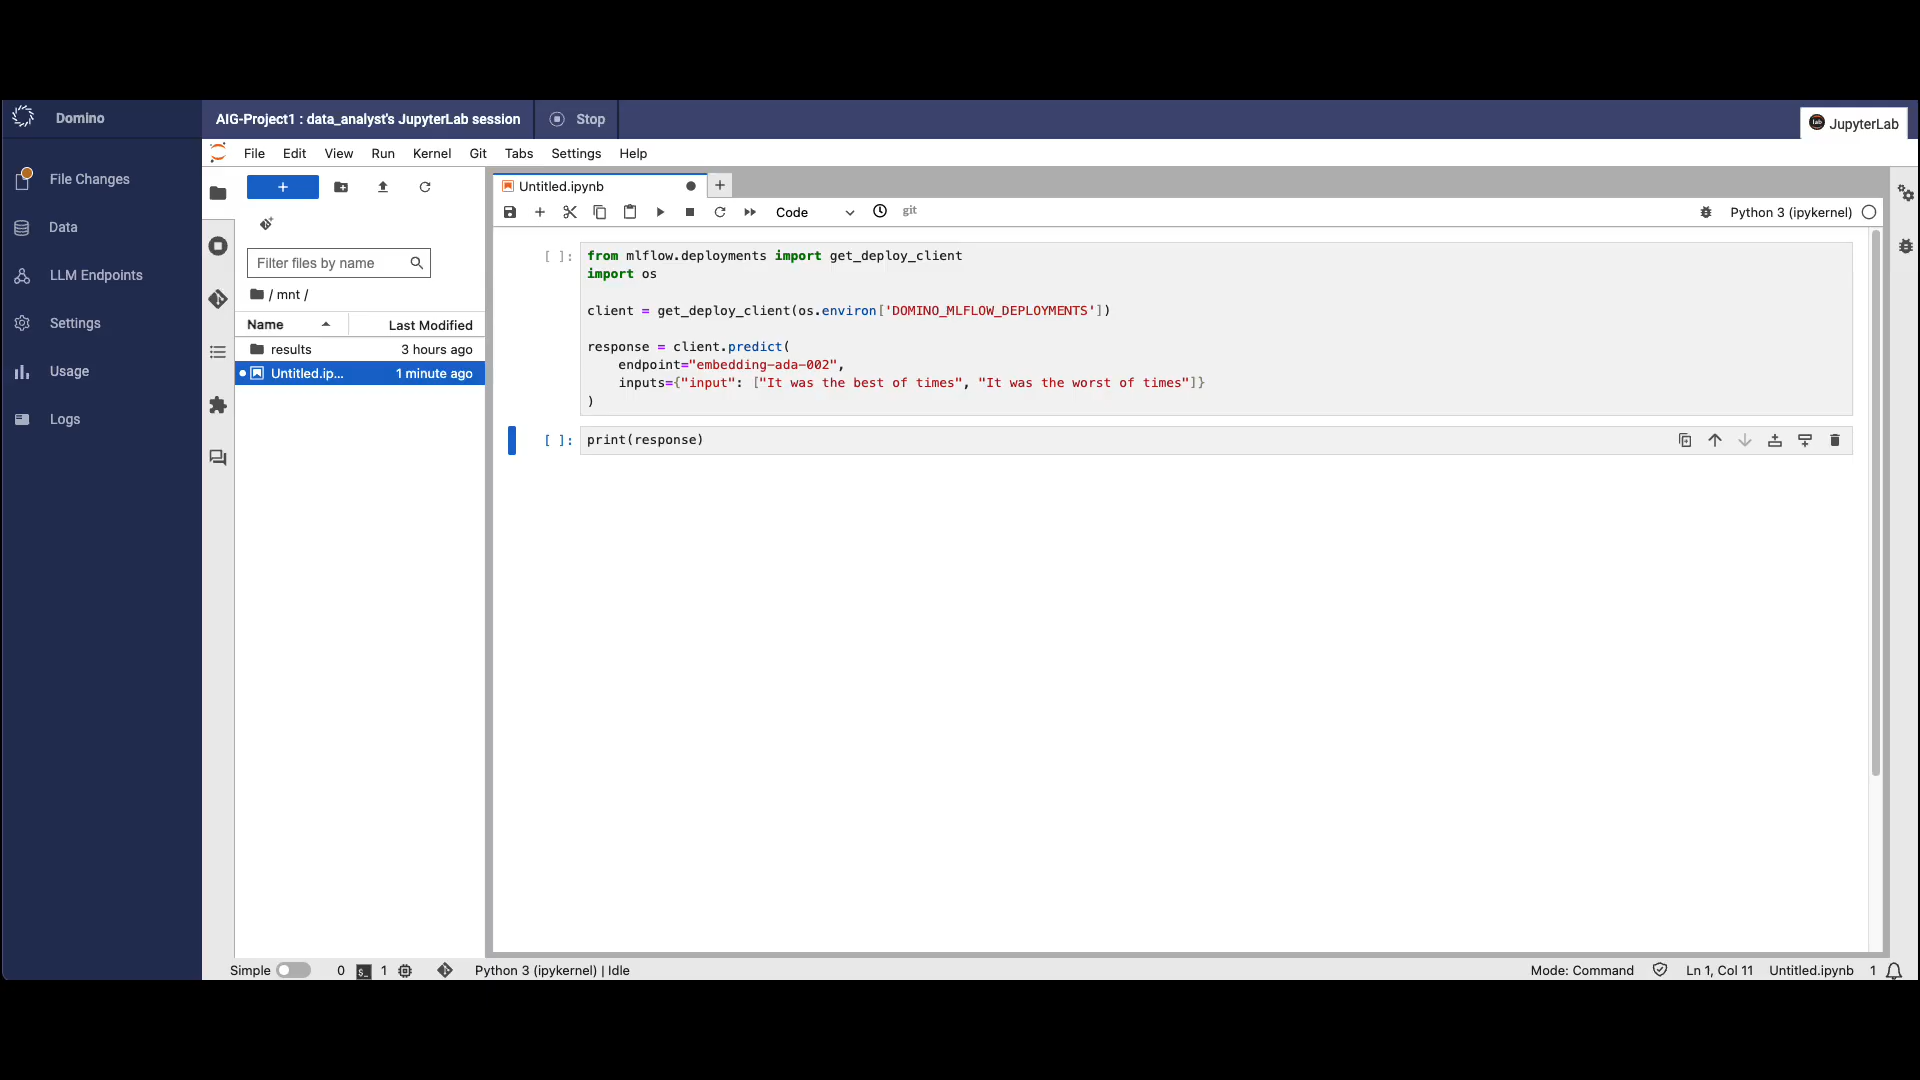 Domino
AIG-Project1 : data_analyst's JupyterLab session
Stop
JupyterLab
File Changes
Data
LLM Endpoints
Settings
Usage
Logs
File Edit View Run Kernel Git Tabs Settings Help
+
Filter files by name
/ mnt /
Name Last Modified
results 3 hours ago
Untitled.ip... 1 minute ago
Untitled.ipynb
Code
git
Python 3 (ipykernel)
[ ]:
from mlflow.deployments import get_deploy_client
import os
client = get_deploy_client(os.environ['DOMINO_MLFLOW_DEPLOYMENTS'])
response = client.predict(
endpoint="embedding-ada-002",
inputs={"input": ["It was the best of times", "It was the worst of times"]}
)
[ ]:
print(response)
Simple 0 $_ 1 Python 3 (ipykernel) | Idle
Mode: Command Ln 1, Col 11 Untitled.ipynb 1